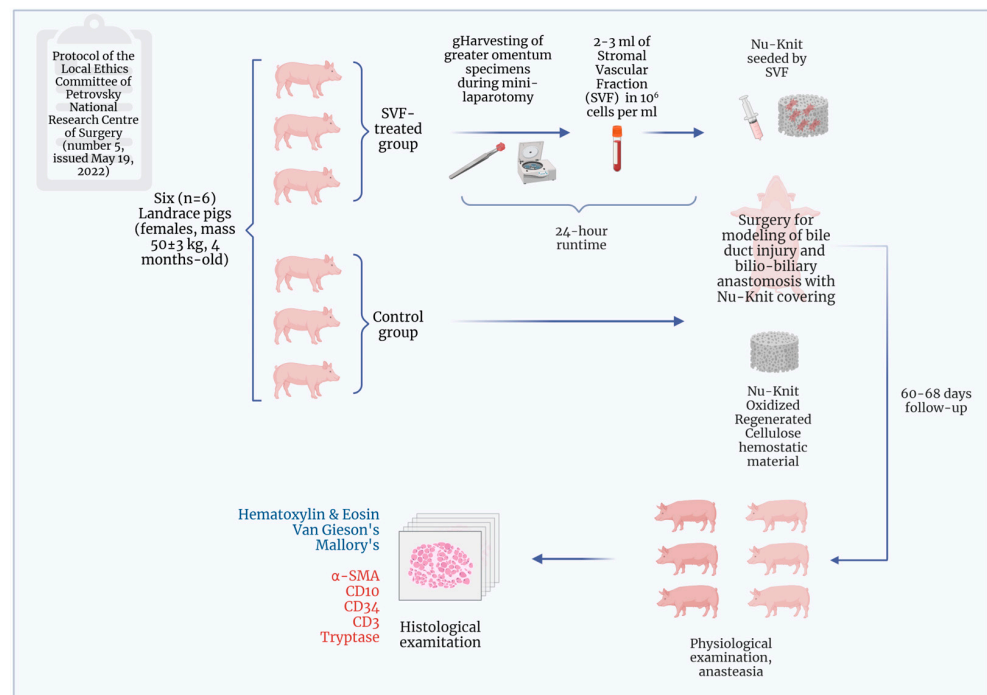 Protocol of the
Local Ethics
Committee of
Petrovsky
National
Research Centre
of Surgery
(number 5,
issued May 19,
2022)
Six (n=6)
Landrace pigs
(females, mass
50±3 kg, 4
months-old)
SVF-
treated group
Control
group
gHarvesting of
greater omentum
specimens
during mini-
laparotomy
2-3 ml of
Stromal
Vascular
Fraction
(SVF) in 10⁶
cells per ml
Nu-Knit
seeded by
SVF
24-hour
runtime
Surgery for
modeling of bile
duct injury and
bilio-biliary
anastomosis with
Nu-Knit covering
Nu-Knit
Oxidized
Regenerated
Cellulose
hemostatic
material
60-68 days
follow-up
Physiological
examination,
anasteasia
Histological
examitation
Hematoxylin & Eosin
Van Gieson's
Mallory's
α-SMA
CD10
CD34
CD3
Tryptase